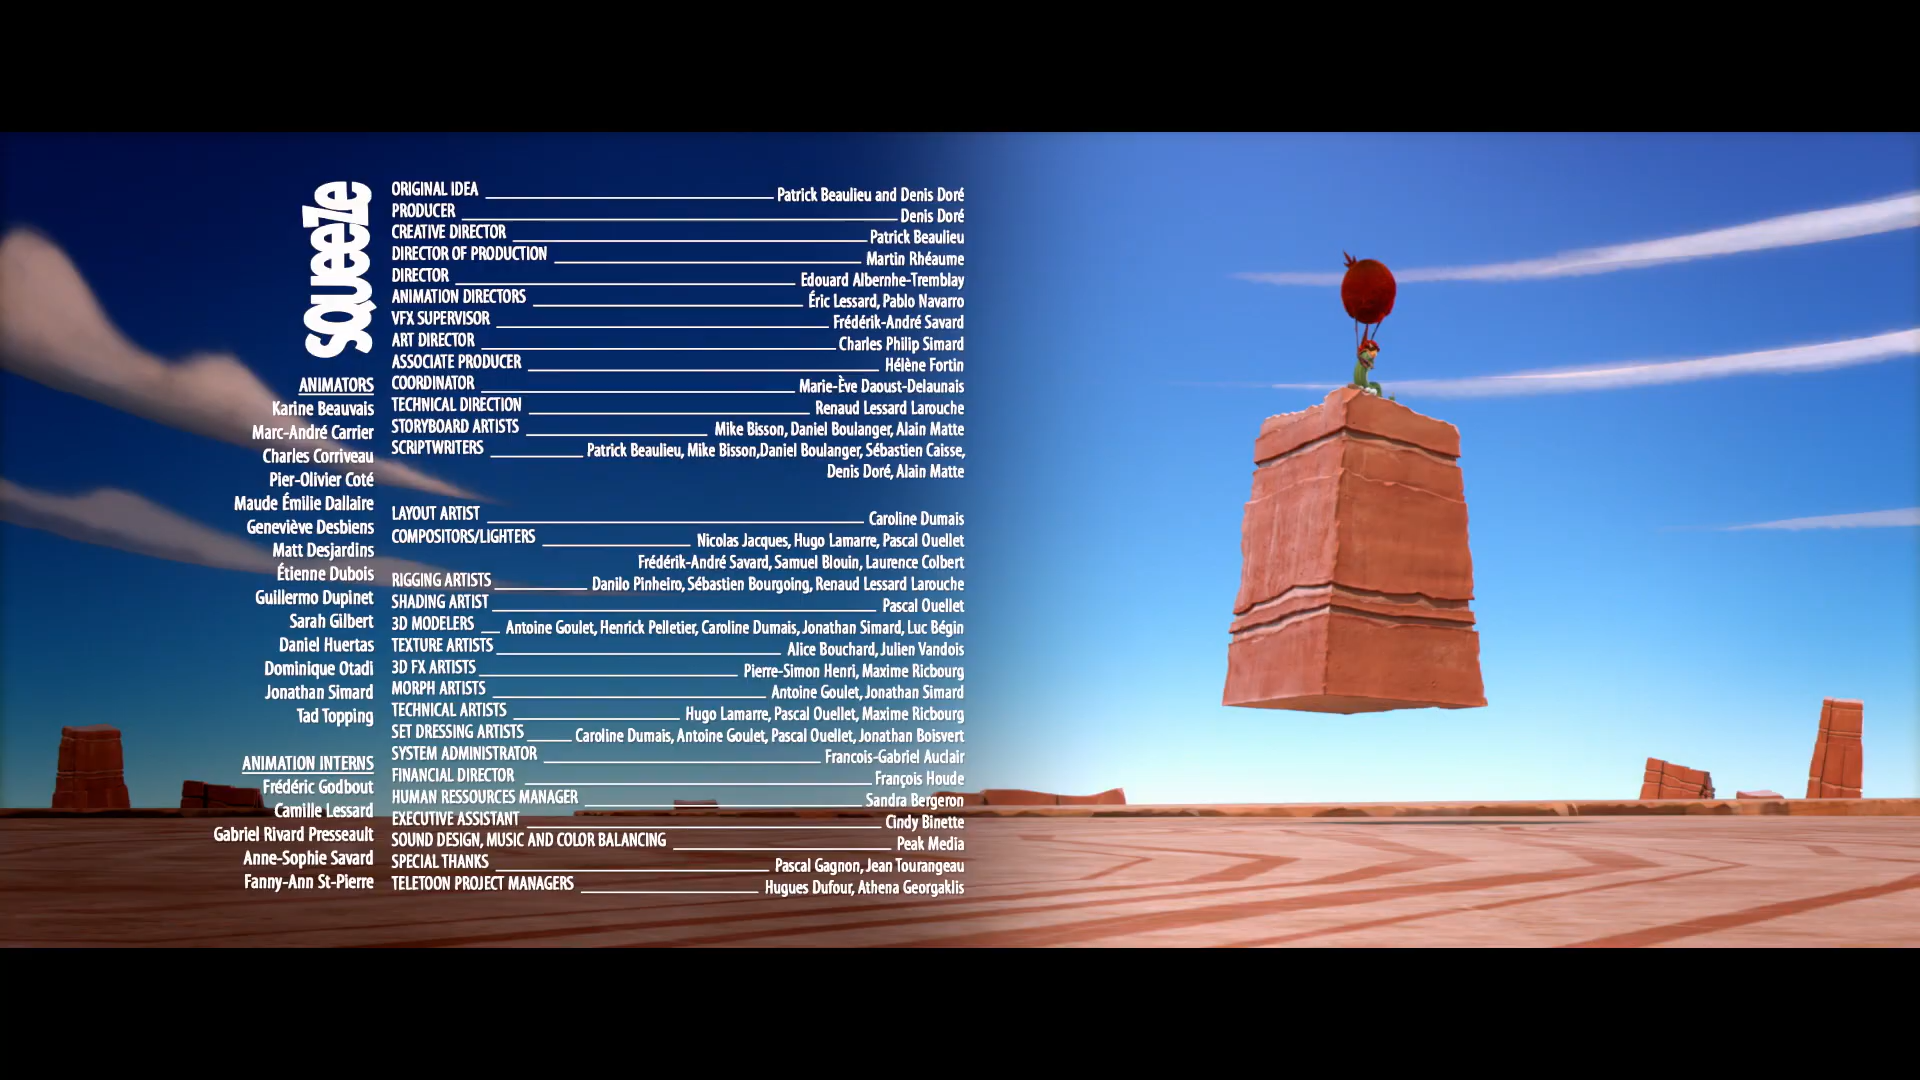 squeeze
ANIMATORS
Karine Beauvais
Marc-André Carrier
Charles Corriveau
Pier-Olivier Coté
Maude Émilie Dallaire
Geneviève Desbiens
Matt Desjardins
Étienne Dubois
Guillermo Dupinet
Sarah Gilbert
Daniel Huertas
Dominique Otadi
Jonathan Simard
Tad Topping
ANIMATION INTERNS
Frédéric Godbout
Camille Lessard
Gabriel Rivard Presseault
Anne-Sophie Savard
Fanny-Ann St-Pierre
ORIGINAL IDEA Patrick Beaulieu and Denis Doré
PRODUCER Denis Doré
CREATIVE DIRECTOR Patrick Beaulieu
DIRECTOR OF PRODUCTION Martin Rhéaume
DIRECTOR Edouard Albernhe-Tremblay
ANIMATION DIRECTORS Éric Lessard, Pablo Navarro
VFX SUPERVISOR Frédérik-André Savard
ART DIRECTOR Charles Philip Simard
ASSOCIATE PRODUCER Hélène Fortin
COORDINATOR Marie-Ève Daoust-Delaunais
TECHNICAL DIRECTION Renaud Lessard Larouche
STORYBOARD ARTISTS Mike Bisson, Daniel Boulanger, Alain Matte
SCRIPTWRITERS Patrick Beaulieu, Mike Bisson,Daniel Boulanger, Sébastien Caisse,
Denis Doré, Alain Matte
LAYOUT ARTIST Caroline Dumais
COMPOSITORS/LIGHTERS Nicolas Jacques, Hugo Lamarre, Pascal Ouellet
Frédérik-André Savard, Samuel Blouin, Laurence Colbert
RIGGING ARTISTS Danilo Pinheiro, Sébastien Bourgoing, Renaud Lessard Larouche
SHADING ARTIST Pascal Ouellet
3D MODELERS Antoine Goulet, Henrick Pelletier, Caroline Dumais, Jonathan Simard, Luc Bégin
TEXTURE ARTISTS Alice Bouchard, Julien Vandois
3D FX ARTISTS Pierre-Simon Henri, Maxime Ricbourg
MORPH ARTISTS Antoine Goulet, Jonathan Simard
TECHNICAL ARTISTS Hugo Lamarre, Pascal Ouellet, Maxime Ricbourg
SET DRESSING ARTISTS Caroline Dumais, Antoine Goulet, Pascal Ouellet, Jonathan Boisvert
SYSTEM ADMINISTRATOR Francois-Gabriel Auclair
FINANCIAL DIRECTOR François Houde
HUMAN RESSOURCES MANAGER Sandra Bergeron
EXECUTIVE ASSISTANT Cindy Binette
SOUND DESIGN, MUSIC AND COLOR BALANCING Peak Media
SPECIAL THANKS Pascal Gagnon, Jean Tourangeau
TELETOON PROJECT MANAGERS Hugues Dufour, Athena Georgaklis